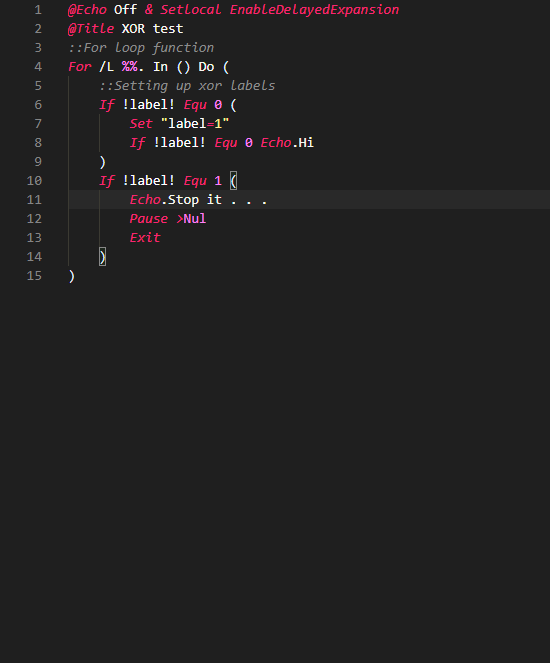 1 @Echo Off & SetLocal EnableDelayedExpansion
2 @Title XOR test
3 ::For loop function
4 For /L %%. In () Do (
5     ::Setting up xor labels
6     If !label! Equ 0 (
7         Set "label=1"
8         If !label! Equ 0 Echo.Hi
9     )
10     If !label! Equ 1 (
11         Echo.Stop it . . .
12         Pause >Nul
13         Exit
14     )
15 )